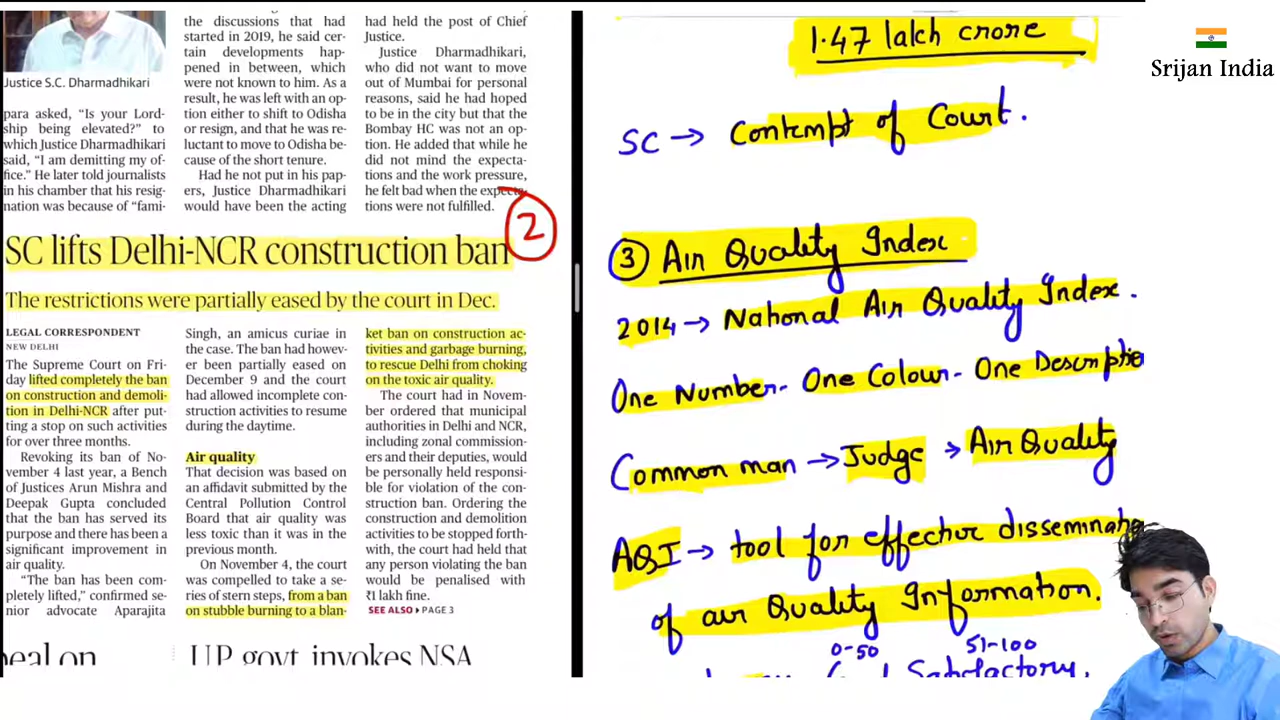 Justice S.C. Dharmadhikari
para asked, “Is your Lord-
ship being elevated?” to
which Justice Dharmadhikari
said, “I am demitting my of-
fice.” He later told journalists
in his chamber that his resig-
nation was because of “fami-
the discussions that had
started in 2019, he said cer-
tain developments hap-
pened in between, which
were not known to him. As a
result, he was left with an op-
tion either to shift to Odisha
or resign, and that he was re-
luctant to move to Odisha be-
cause of the short tenure.
Had he not put in his pap-
ers, Justice Dharmadhikari
would have been the acting
had held the post of Chief
Justice.
Justice Dharmadhikari,
who did not want to move
out of Mumbai for personal
reasons, said he had hoped
to be in the city but that the
Bombay HC was not an op-
tion. He added that while he
did not mind the expecta-
tions and the work pressure,
he felt bad when the expecta-
tions were not fulfilled.
2
SC lifts Delhi-NCR construction ban
The restrictions were partially eased by the court in Dec.
LEGAL CORRESPONDENT
NEW DELHI
The Supreme Court on Fri-
day lifted completely the ban
on construction and demoli-
tion in Delhi-NCR after put-
ting a stop on such activities
for over three months.
Revoking its ban of No-
vember 4 last year, a Bench
of Justices Arun Mishra and
Deepak Gupta concluded
that the ban has served its
purpose and there has been a
significant improvement in
air quality.
“The ban has been com-
pletely lifted,” confirmed se-
nior advocate Aparajita
Singh, an amicus curiae in
the case. The ban had howev-
er been partially eased on
December 9 and the court
had allowed incomplete con-
struction activities to resume
during the daytime.
Air quality
That decision was based on
an affidavit submitted by the
Central Pollution Control
Board that air quality was
less toxic than it was in the
previous month.
On November 4, the court
was compelled to take a se-
ries of stern steps, from a ban
on stubble burning to a blan-
ket ban on construction ac-
tivities and garbage burning,
to rescue Delhi from choking
on the toxic air quality.
The court had in Novem-
ber ordered that municipal
authorities in Delhi and NCR,
including zonal commission-
ers and their deputies, would
be personally held responsi-
ble for violation of the con-
struction ban. Ordering the
construction and demolition
activities to be stopped forth-
with, the court had held that
any person violating the ban
would be penalised with
₹1 lakh fine.
SEE ALSO PAGE 3
peal on
UP govt. invokes NSA
1.47 lakh crore
SC → Contempt of Court.
3 Air Quality Index
2014 → National Air Quality Index.
One Number - One Colour - One Description
Common man → Judge → Air Quality
AQI → tool for effective disseminatio
of air Quality Information.
0-50 51-100
Good Satisfactory,
Srijan India